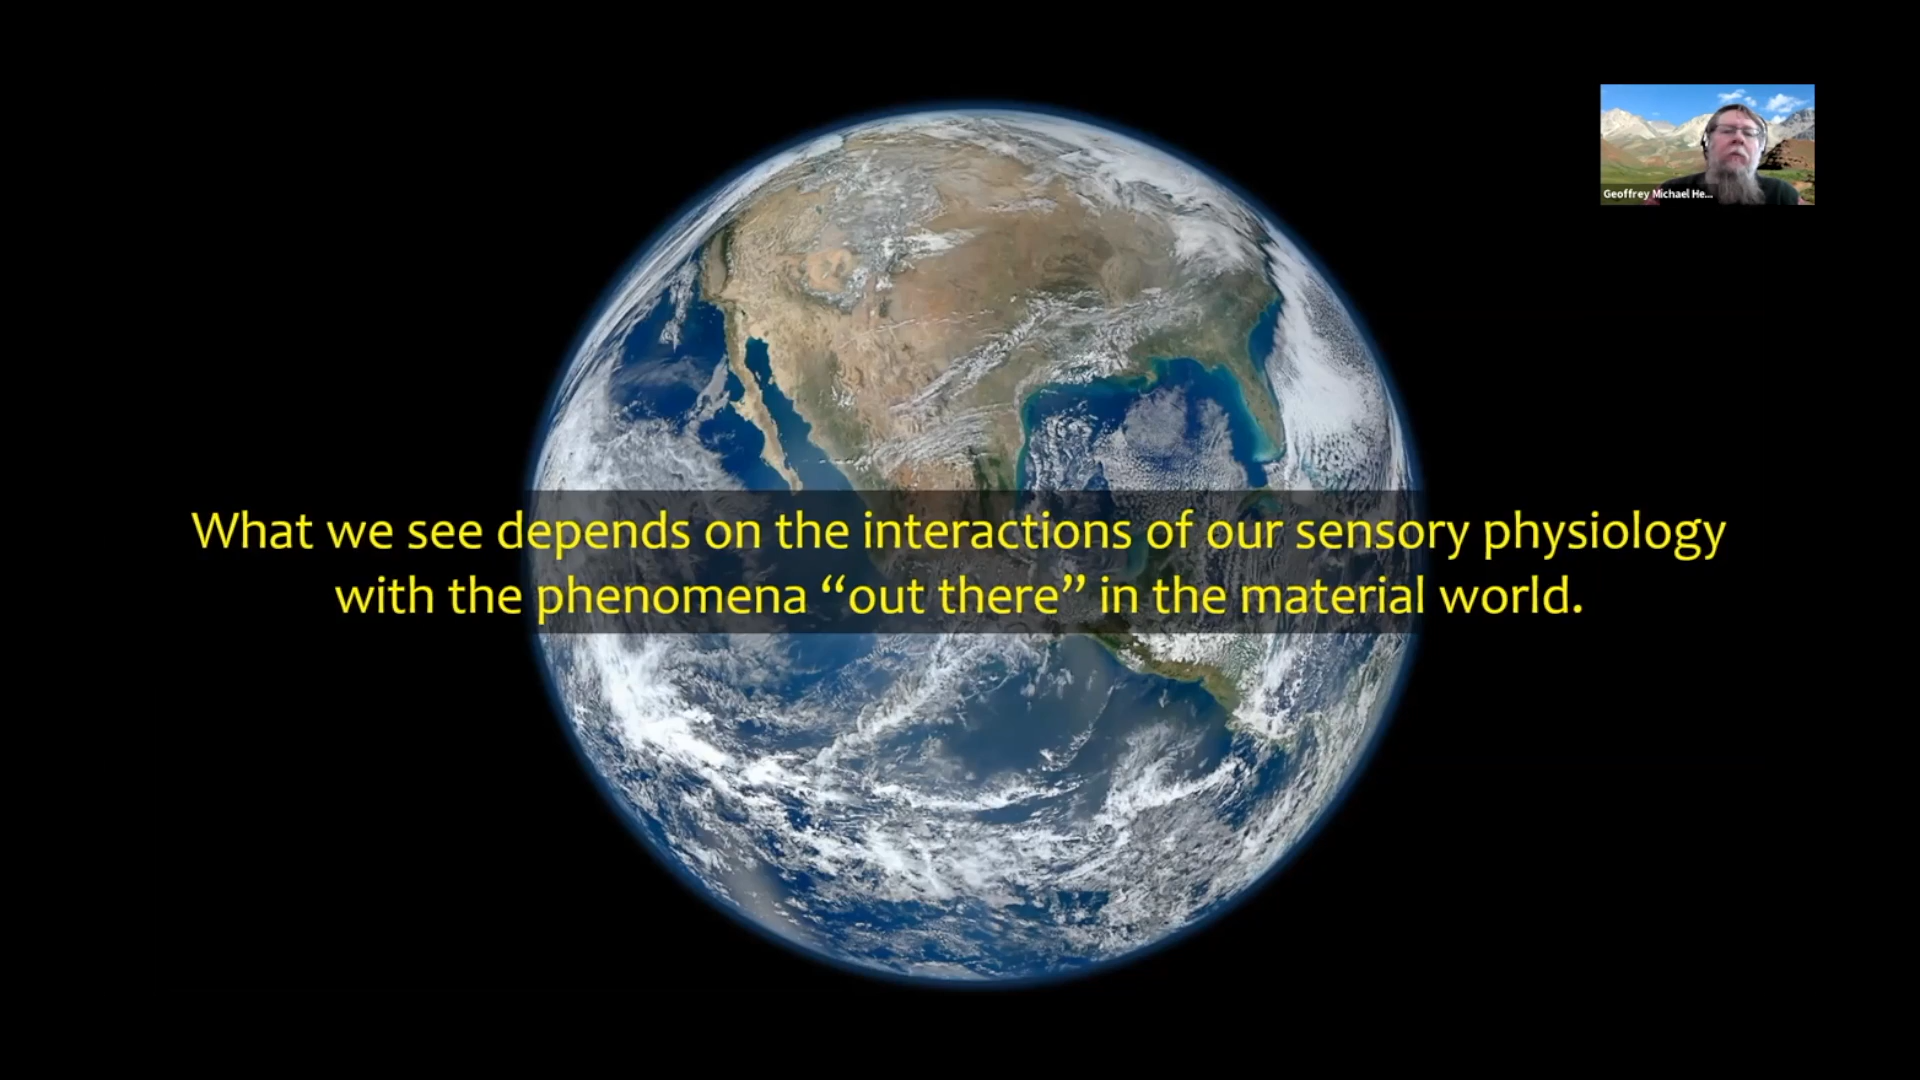 Geoffrey Michael He...
What we see depends on the interactions of our sensory physiology
with the phenomena “out there” in the material world.